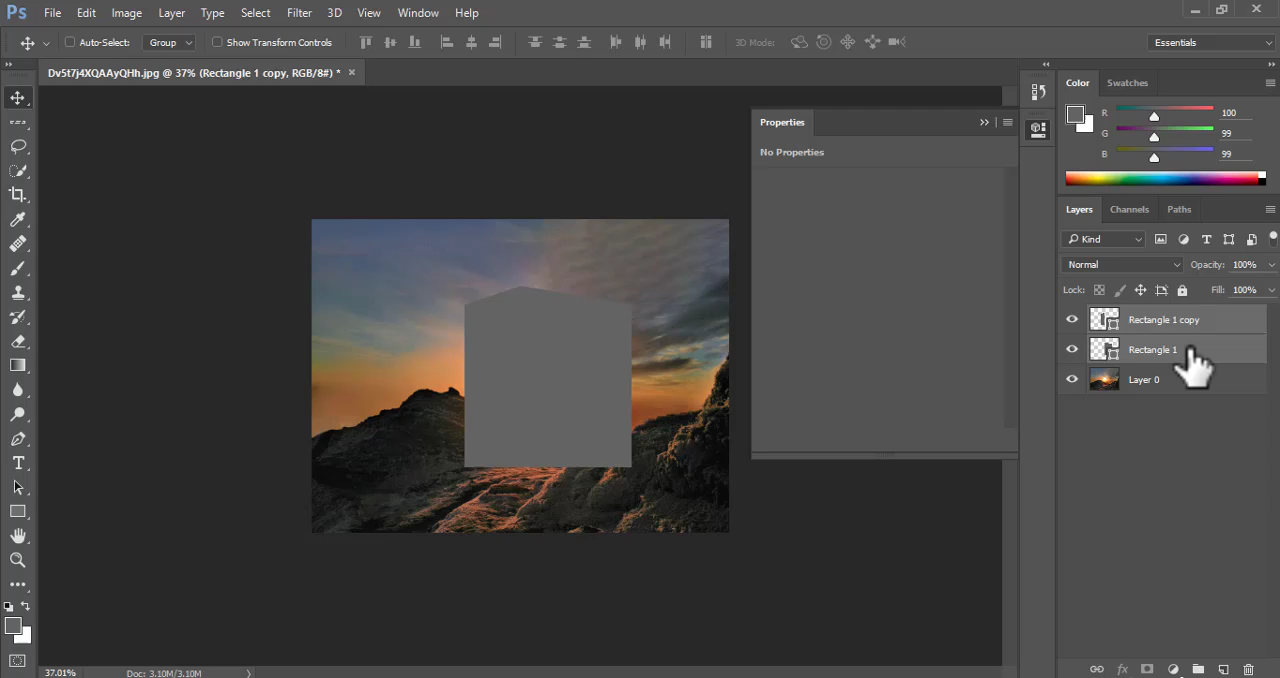 Ps File Edit Image Layer Type Select Filter 3D View Window Help
Auto-Select: Group Show Transform Controls 3D Mode: Essentials
Dv5t7j4XQAAyQHh.jpg @ 37% (Rectangle 1 copy, RGB/8#) * ×
Color Swatches
R 100
G 99
B 99
Properties
No Properties
Layers Channels Paths
Kind
Normal Opacity: 100%
Lock: Fill: 100%
Rectangle 1 copy
Rectangle 1
Layer 0
37.01% Doc: 3.10M/3.10M